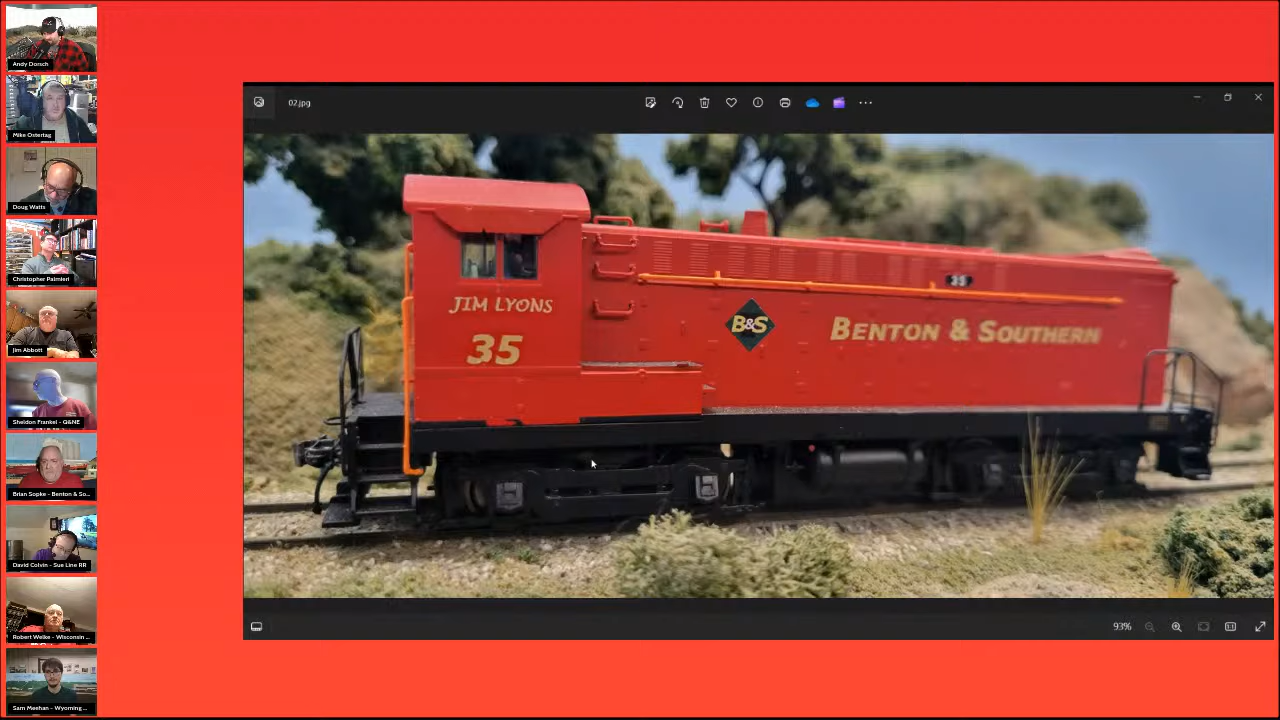 Andy Dorsch
Mike Ostertag
Doug Watts
Christopher Palmieri
Jim Abbott
Sheldon Frankel - Q&NE
Brian Sopke - Benton & So...
David Colvin - Sue Line RR
Robert Welke - Wisconsin ...
Sam Meehan - Wyoming ...
02.jpg
35
JIM LYONS
35
B&S
BENTON & SOUTHERN
93%